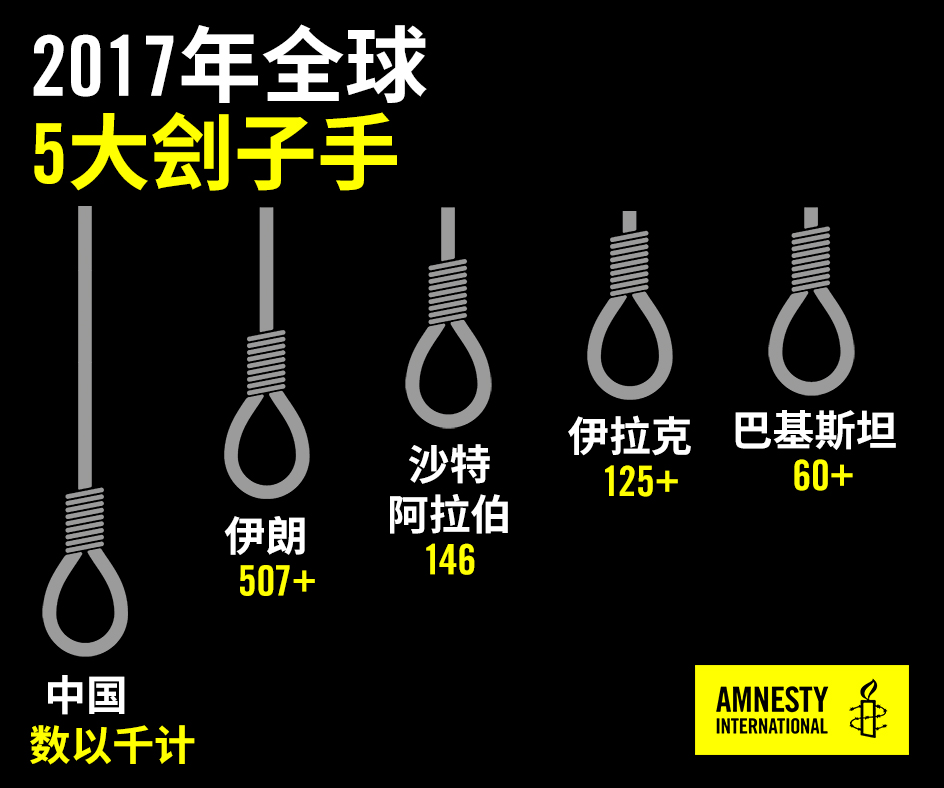 2017年全球
5大刽子手
中国
数以千计
伊朗
507+
沙特
阿拉伯
146
伊拉克
125+
巴基斯坦
60+
AMNESTY
INTERNATIONAL